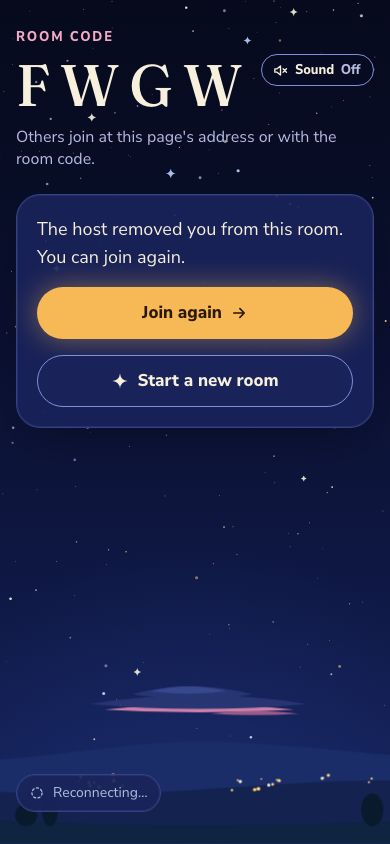 ROOM CODE
FWGW
Sound Off
Others join at this page's address or with the
room code.
The host removed you from this room.
You can join again.
Join again →
Start a new room
Reconnecting...